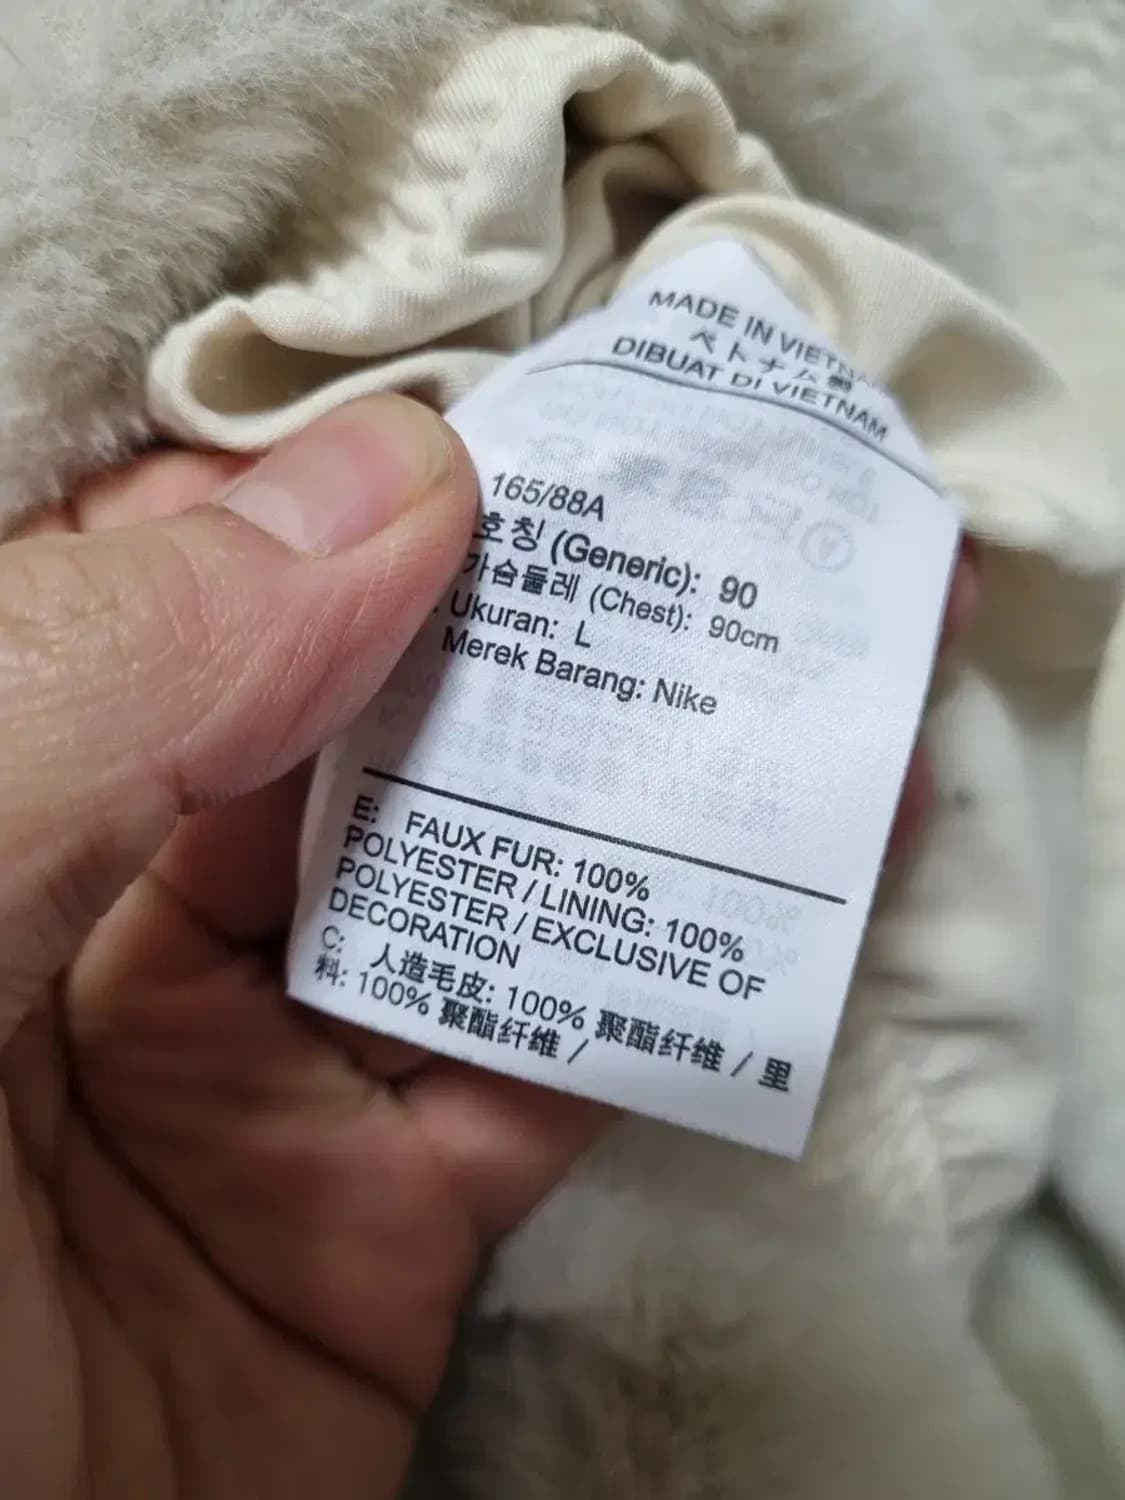 MADE IN VIETNAM
ベトナム製
DIBUAT DI VIETNAM
165/88A
호칭 (Generic): 90
가슴둘레 (Chest): 90cm
Ukuran: L
Merek Barang: Nike
E: FAUX FUR: 100%
POLYESTER / LINING: 100%
POLYESTER / EXCLUSIVE OF
DECORATION
C: 人造毛皮: 100% 聚酯纤维 / 里
料: 100% 聚酯纤维 /